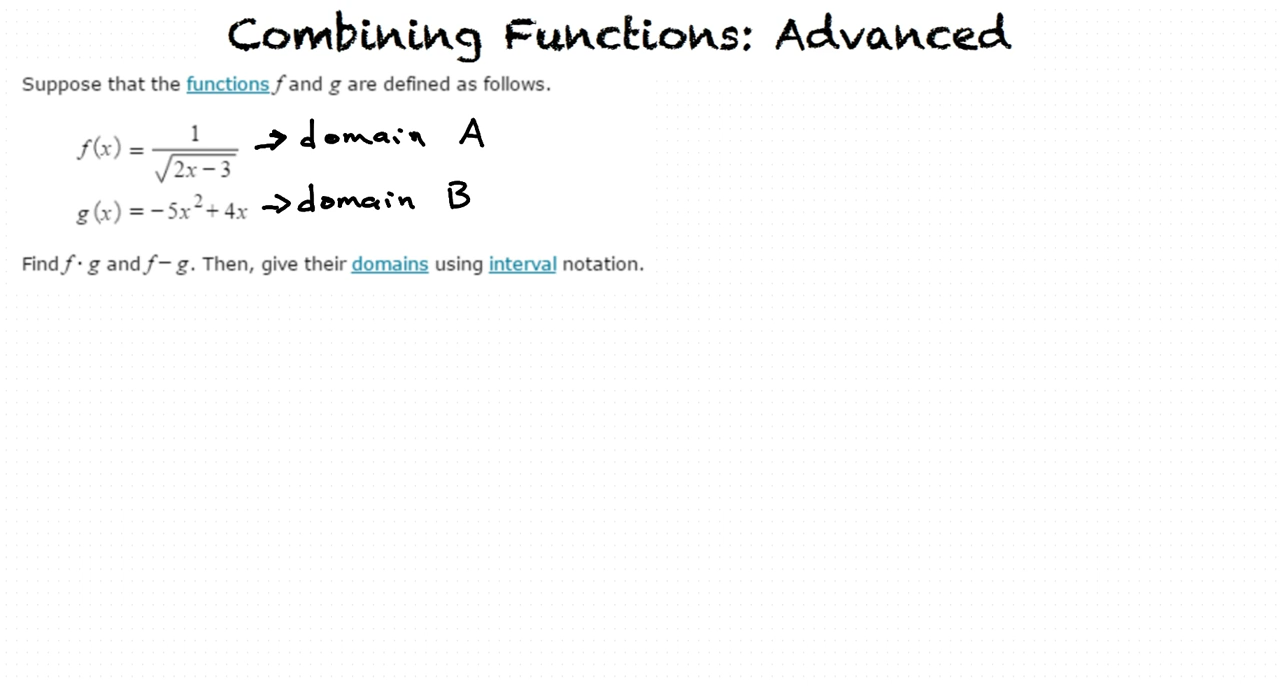 Combining Functions: Advanced
Suppose that the functions f and g are defined as follows.
f(x) = 1/√(2x − 3) → domain A
g(x) = −5x² + 4x → domain B
Find f · g and f − g. Then, give their domains using interval notation.